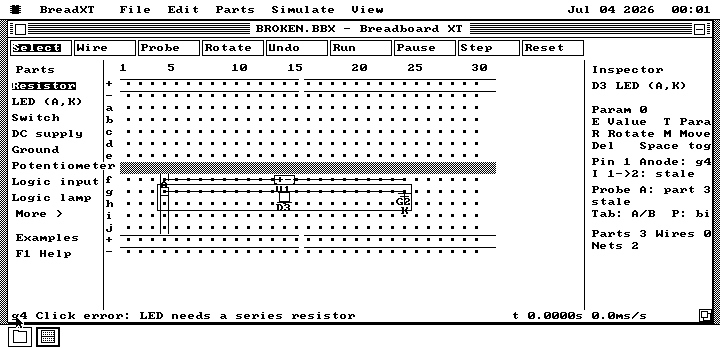 BreadXT File Edit Parts Simulate View Jul 04 2026 00:01
BROKEN.BBX - Breadboard XT
Select Wire Probe Rotate Undo Run Pause Step Reset
Parts
Resistor
LED (A,K)
Switch
DC supply
Ground
Potentiometer
Logic input
Logic lamp
More >
Examples
F1 Help
1 5 10 15 20 25 30
+
-
a
b
c
d
e
f
g
h
i
j
+
-
+ -
V1
D3
G2
K
Inspector
D3 LED (A,K)
Param 0
E Value T Para
R Rotate M Move
Del Space tog
Pin 1 Anode: g4
I 1->2: stale
Probe A: part 3
stale
Tab: A/B P: bi
Parts 3 Wires 0
Nets 2
g4 Click error: LED needs a series resistor t 0.0000s 0.0ms/s